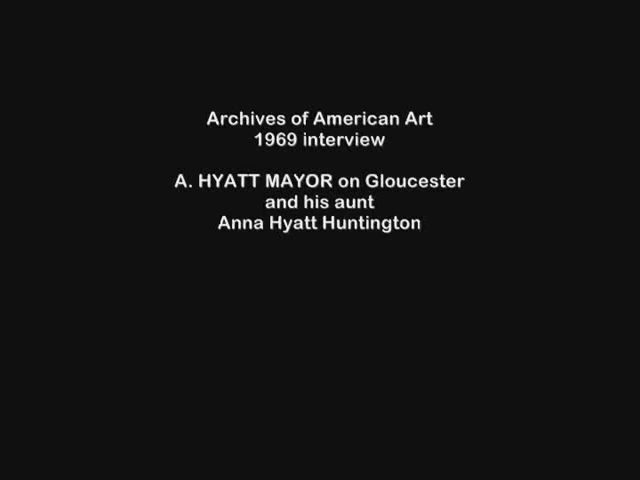 Archives of American Art
1969 interview
A. HYATT MAYOR on Gloucester
and his aunt
Anna Hyatt Huntington